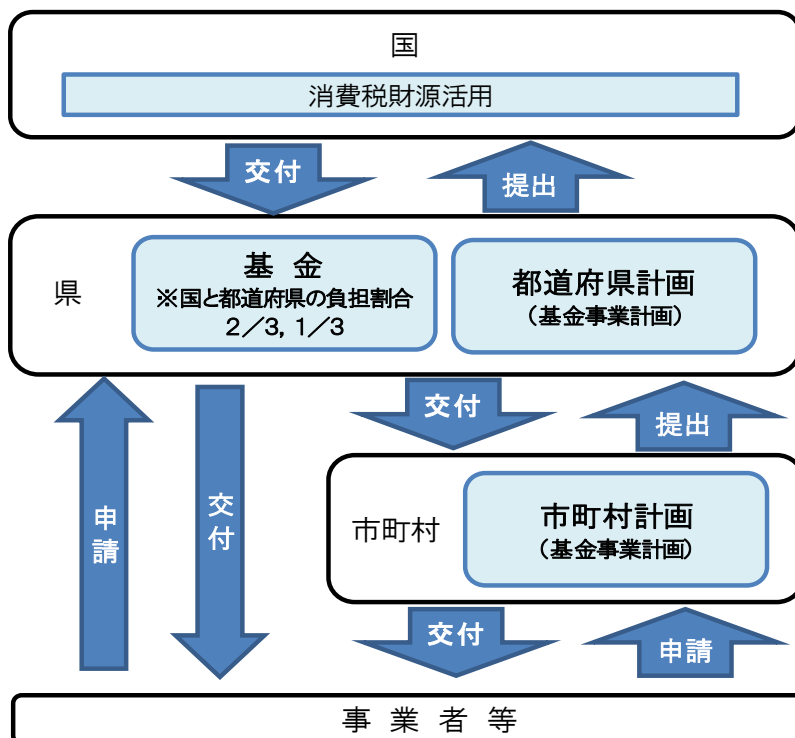 国
消費税財源活用
交付
提出
県
基 金
※国と都道府県の負担割合
２／３，１／３
都道府県計画
（基金事業計画）
交付
提出
申請
交付
市町村
市町村計画
（基金事業計画）
交付
申請
事 業 者 等